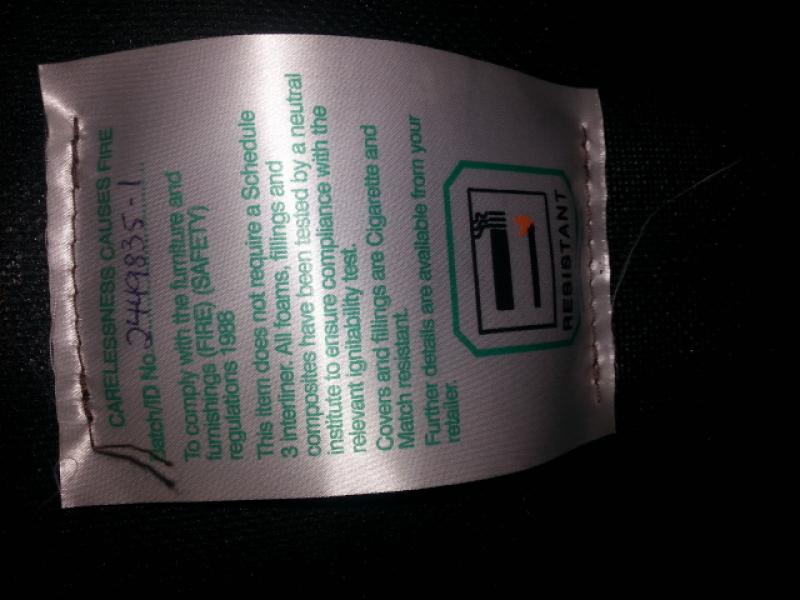 CARELESSNESS CAUSES FIRE
Batch/ID No. 2449835-1
To comply with the furniture and
furnishings (FIRE) (SAFETY)
regulations 1988
This item does not require a Schedule
3 interliner. All foams, fillings and
composites have been tested by a neutral
institute to ensure compliance with the
relevant ignitability test.
Covers and fillings are Cigarette and
Match resistant.
Further details are available from your
retailer.
RESISTANT